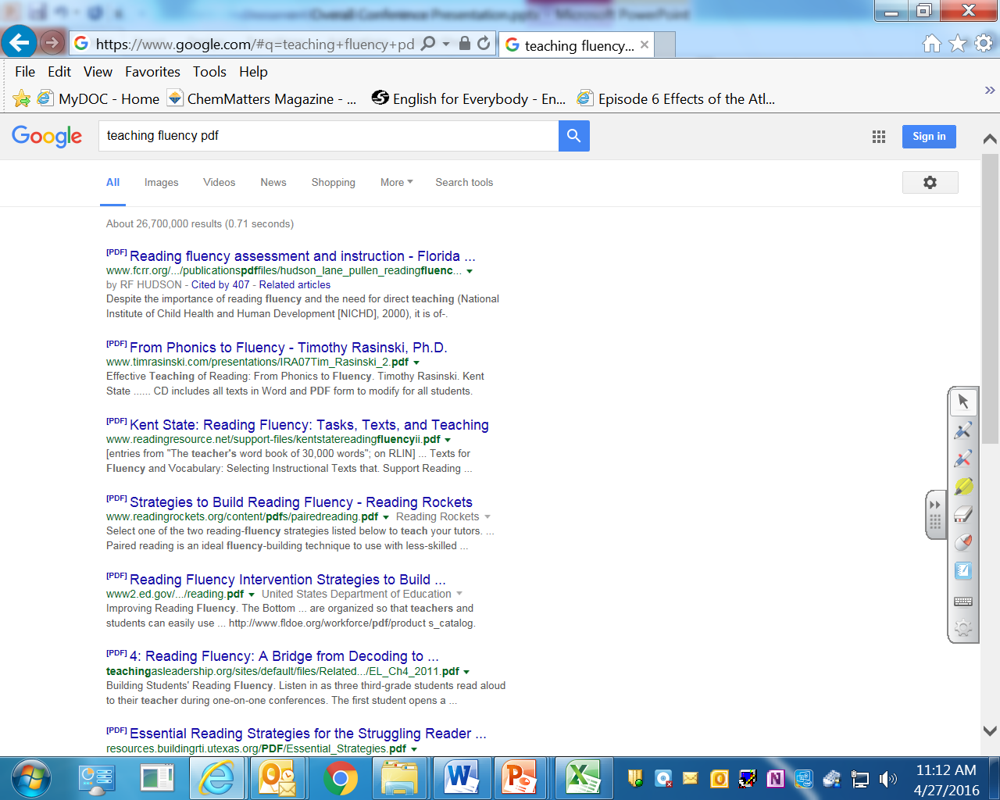 Overall Conference Presentation.pptx - Microsoft PowerPoint
https://www.google.com/#q=teaching+fluency+pd
teaching fluency...
File Edit View Favorites Tools Help
MyDOC - Home ChemMatters Magazine - ... English for Everybody - En... Episode 6 Effects of the Atl...
Google teaching fluency pdf Sign in
All Images Videos News Shopping More Search tools
About 26,700,000 results (0.71 seconds)
[PDF] Reading fluency assessment and instruction - Florida ...
www.fcrr.org/.../publicationspdffiles/hudson_lane_pullen_readingfluenc...
by RF HUDSON - Cited by 407 - Related articles
Despite the importance of reading fluency and the need for direct teaching (National
Institute of Child Health and Human Development [NICHD], 2000), it is of-.
[PDF] From Phonics to Fluency - Timothy Rasinski, Ph.D.
www.timrasinski.com/presentations/IRA07Tim_Rasinski_2.pdf
Effective Teaching of Reading: From Phonics to Fluency. Timothy Rasinski. Kent
State ...... CD includes all texts in Word and PDF form to modify for all students.
[PDF] Kent State: Reading Fluency: Tasks, Texts, and Teaching
www.readingresource.net/support-files/kentstatereadingfluencyii.pdf
[entries from "The teacher's word book of 30,000 words"; on RLIN] ... Texts for
Fluency and Vocabulary: Selecting Instructional Texts that. Support Reading ...
[PDF] Strategies to Build Reading Fluency - Reading Rockets
www.readingrockets.org/content/pdfs/pairedreading.pdf Reading Rockets
Select one of the two reading-fluency strategies listed below to teach your tutors. ...
Paired reading is an ideal fluency-building technique to use with less-skilled ...
[PDF] Reading Fluency Intervention Strategies to Build ...
www2.ed.gov/.../reading.pdf United States Department of Education
Improving Reading Fluency. The Bottom ... are organized so that teachers and
students can easily use ... http://www.fldoe.org/workforce/pdf/product s_catalog.
[PDF] 4: Reading Fluency: A Bridge from Decoding to ...
teachingasleadership.org/sites/default/files/Related.../EL_Ch4_2011.pdf
Building Students' Reading Fluency. Listen in as three third-grade students read aloud
to their teacher during one-on-one conferences. The first student opens a ...
[PDF] Essential Reading Strategies for the Struggling Reader ...
resources.buildingrti.utexas.org/PDF/Essential_Strategies.pdf
11:12 AM
4/27/2016